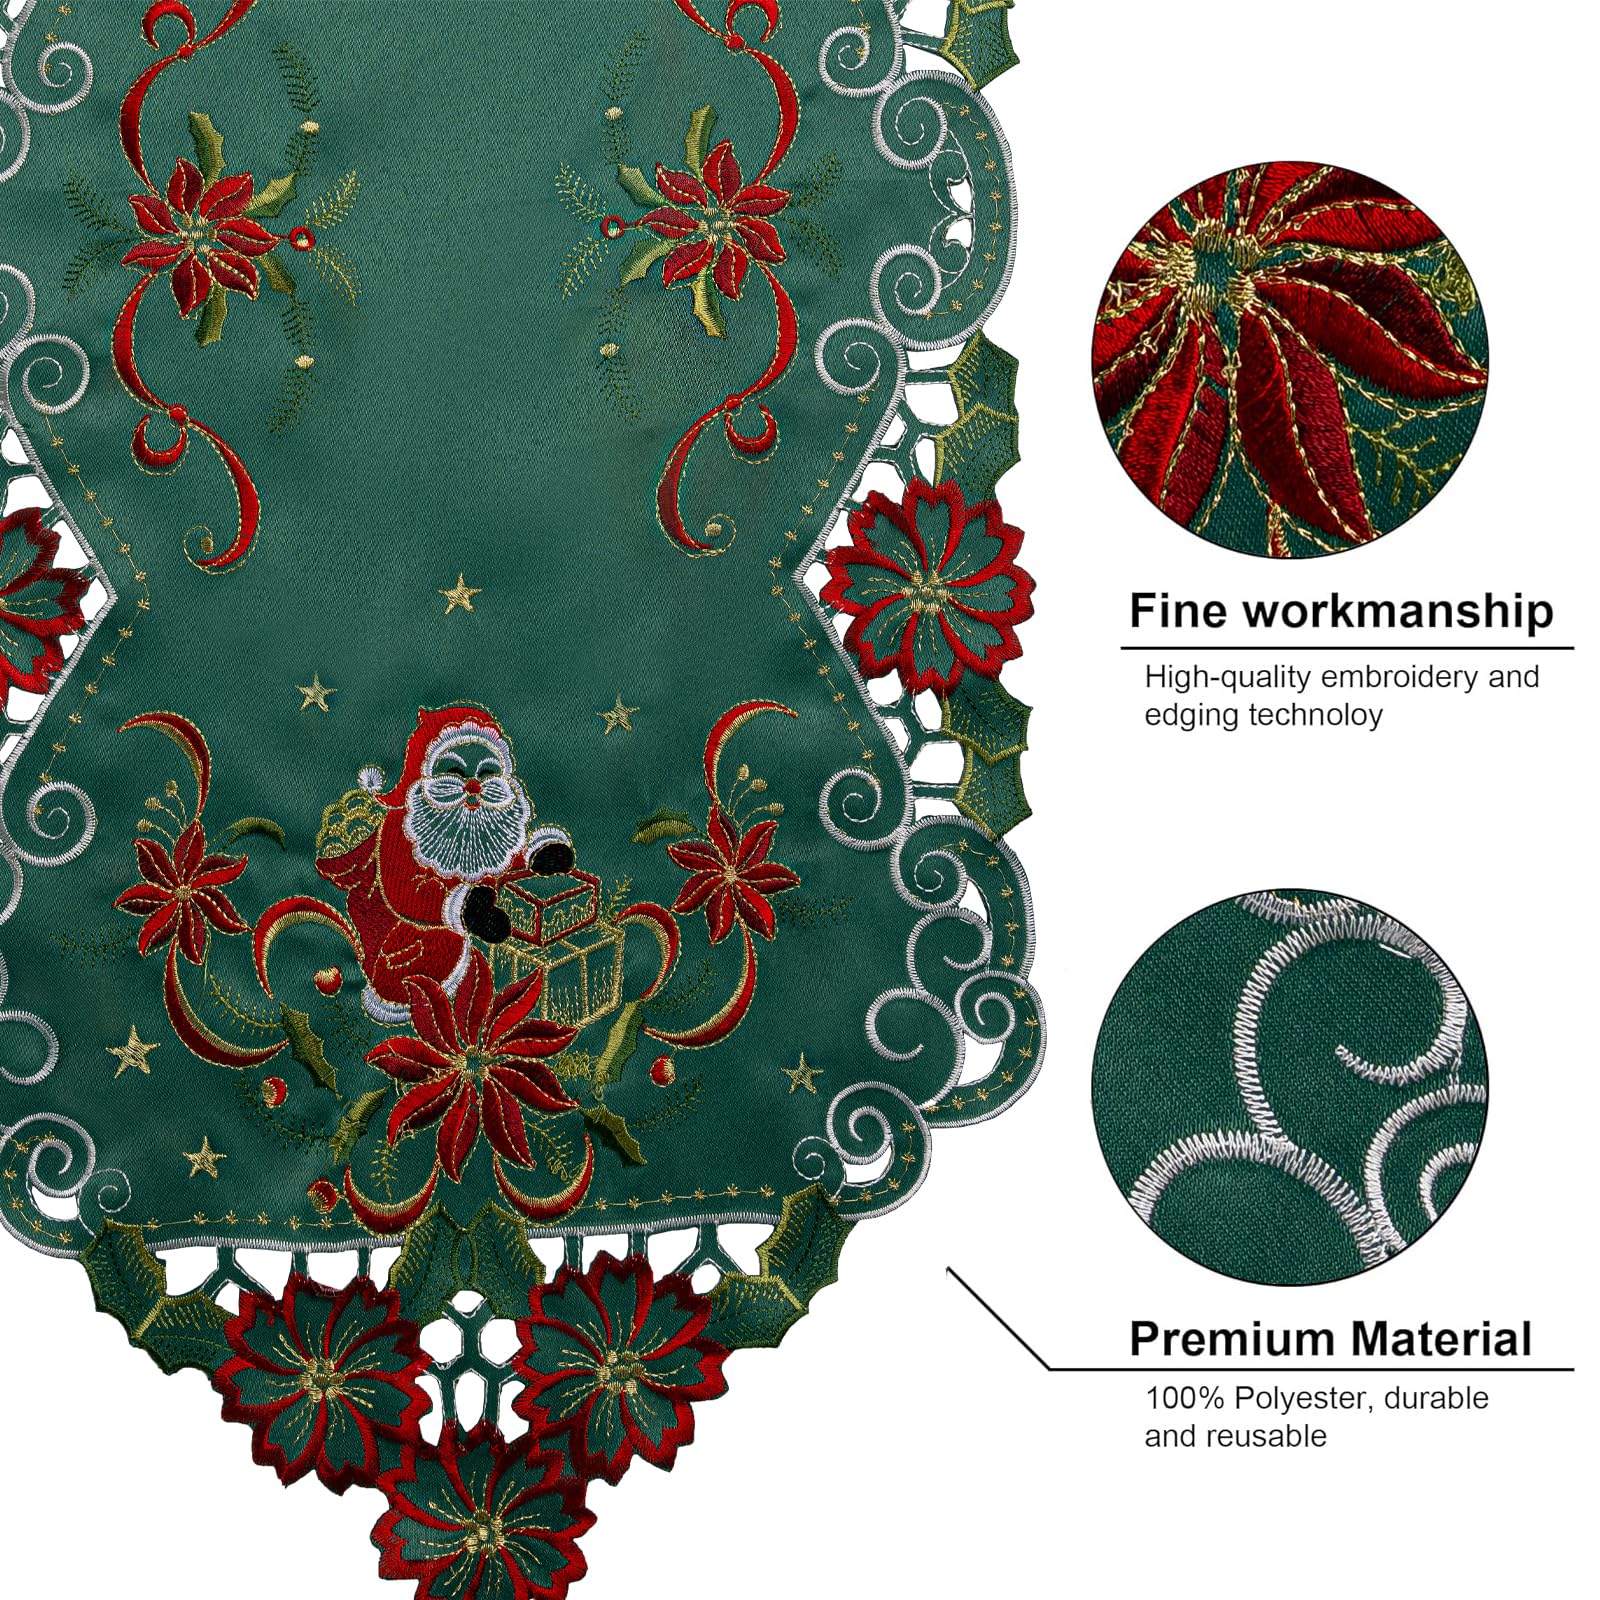 Fine workmanship
High-quality embroidery and
edging technoloy
Premium Material
100% Polyester, durable
and reusable